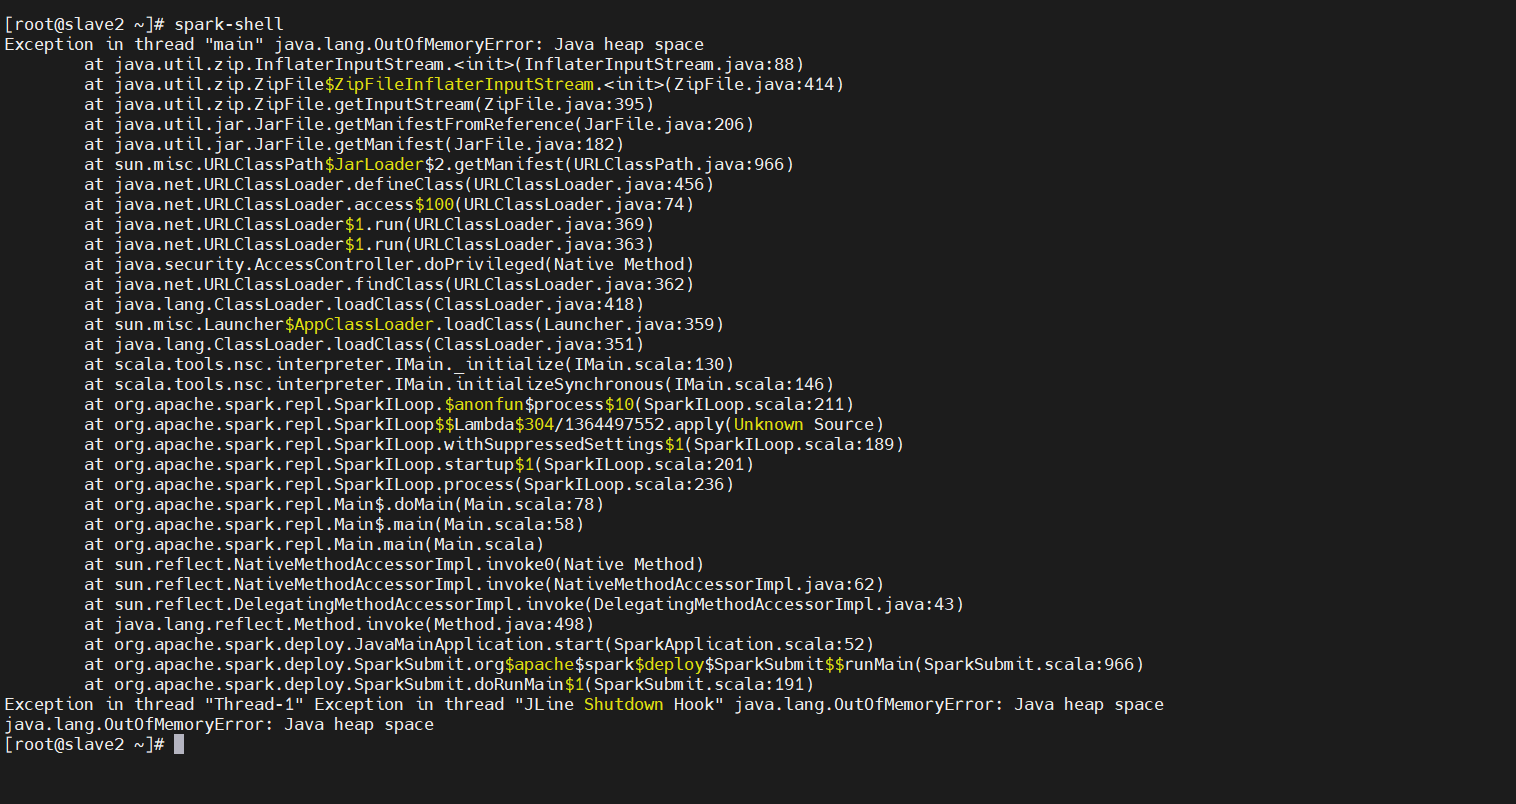 [root@slave2 ~]# spark-shell
Exception in thread "main" java.lang.OutOfMemoryError: Java heap space
        at java.util.zip.InflaterInputStream.<init>(InflaterInputStream.java:88)
        at java.util.zip.ZipFile$ZipFileInflaterInputStream.<init>(ZipFile.java:414)
        at java.util.zip.ZipFile.getInputStream(ZipFile.java:395)
        at java.util.jar.JarFile.getManifestFromReference(JarFile.java:206)
        at java.util.jar.JarFile.getManifest(JarFile.java:182)
        at sun.misc.URLClassPath$JarLoader$2.getManifest(URLClassPath.java:966)
        at java.net.URLClassLoader.defineClass(URLClassLoader.java:456)
        at java.net.URLClassLoader.access$100(URLClassLoader.java:74)
        at java.net.URLClassLoader$1.run(URLClassLoader.java:369)
        at java.net.URLClassLoader$1.run(URLClassLoader.java:363)
        at java.security.AccessController.doPrivileged(Native Method)
        at java.net.URLClassLoader.findClass(URLClassLoader.java:362)
        at java.lang.ClassLoader.loadClass(ClassLoader.java:418)
        at sun.misc.Launcher$AppClassLoader.loadClass(Launcher.java:359)
        at java.lang.ClassLoader.loadClass(ClassLoader.java:351)
        at scala.tools.nsc.interpreter.IMain._initialize(IMain.scala:130)
        at scala.tools.nsc.interpreter.IMain.initializeSynchronous(IMain.scala:146)
        at org.apache.spark.repl.SparkILoop.$anonfun$process$10(SparkILoop.scala:211)
        at org.apache.spark.repl.SparkILoop$$Lambda$304/1364497552.apply(Unknown Source)
        at org.apache.spark.repl.SparkILoop.withSuppressedSettings$1(SparkILoop.scala:189)
        at org.apache.spark.repl.SparkILoop.startup$1(SparkILoop.scala:201)
        at org.apache.spark.repl.SparkILoop.process(SparkILoop.scala:236)
        at org.apache.spark.repl.Main$.doMain(Main.scala:78)
        at org.apache.spark.repl.Main$.main(Main.scala:58)
        at org.apache.spark.repl.Main.main(Main.scala)
        at sun.reflect.NativeMethodAccessorImpl.invoke0(Native Method)
        at sun.reflect.NativeMethodAccessorImpl.invoke(NativeMethodAccessorImpl.java:62)
        at sun.reflect.DelegatingMethodAccessorImpl.invoke(DelegatingMethodAccessorImpl.java:43)
        at java.lang.reflect.Method.invoke(Method.java:498)
        at org.apache.spark.deploy.JavaMainApplication.start(SparkApplication.scala:52)
        at org.apache.spark.deploy.SparkSubmit.org$apache$spark$deploy$SparkSubmit$$runMain(SparkSubmit.scala:966)
        at org.apache.spark.deploy.SparkSubmit.doRunMain$1(SparkSubmit.scala:191)
Exception in thread "Thread-1" Exception in thread "JLine Shutdown Hook" java.lang.OutOfMemoryError: Java heap space
java.lang.OutOfMemoryError: Java heap space
[root@slave2 ~]#